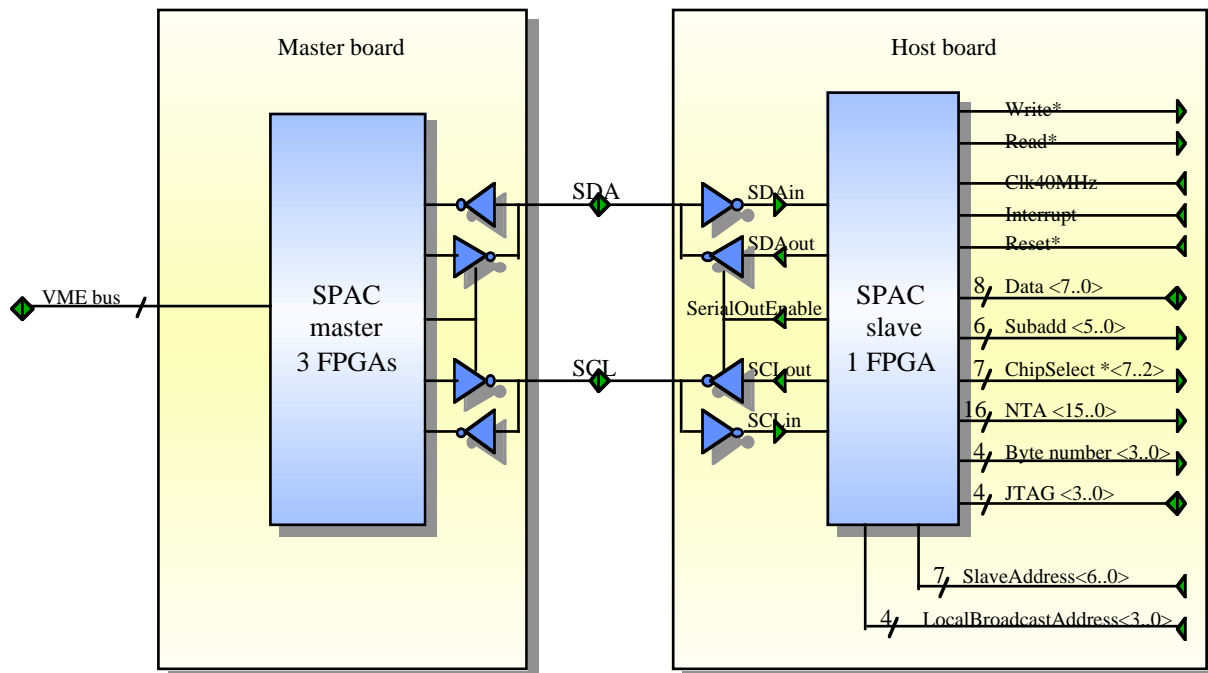 Master board
Host board
VME bus
SPAC
master
3 FPGAs
SDA
SCL
SDAin
SDAout
SerialOutEnable
SCLout
SCLin
SPAC
slave
1 FPGA
Write*
Read*
Clk40MHz
Interrupt
Reset*
8 Data <7..0>
6 Subadd <5..0>
7 ChipSelect *<7..2>
16 NTA <15..0>
4 Byte number <3..0>
4 JTAG <3..0>
7 SlaveAddress<6..0>
4 LocalBroadcastAddress<3..0>